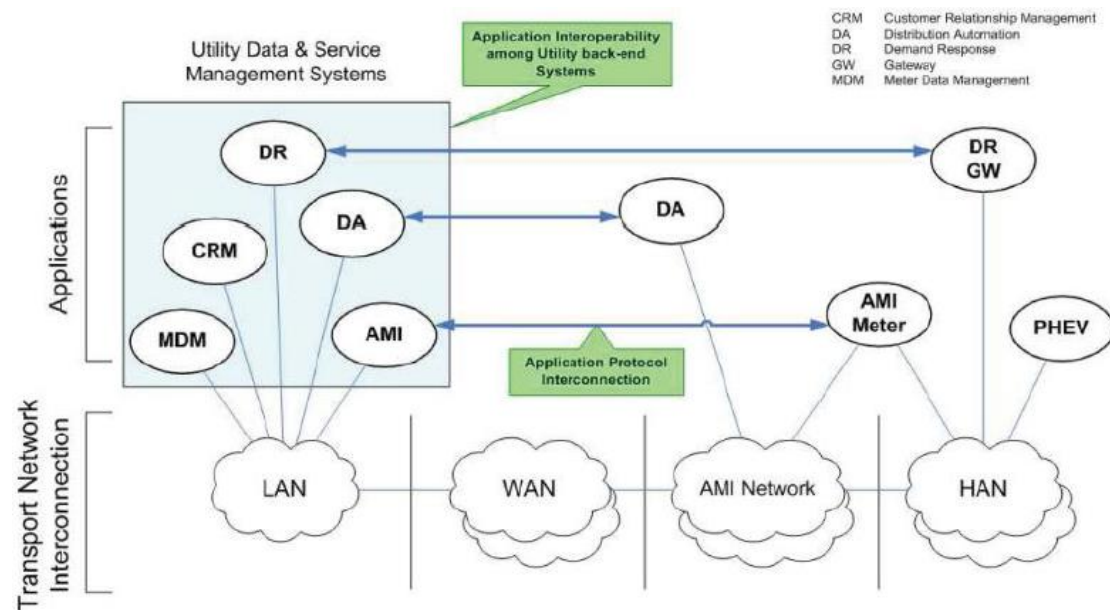 CRM Customer Relationship Management
DA Distribution Automation
DR Demand Response
GW Gateway
MDM Meter Data Management
Utility Data & Service
Management Systems
Application Interoperability
among Utility back-end
Systems
Applications
DR
DR
GW
DA
DA
CRM
MDM
AMI
AMI
Meter
PHEV
Application Protocol
Interconnection
Transport Network
Interconnection
LAN
WAN
AMI Network
HAN